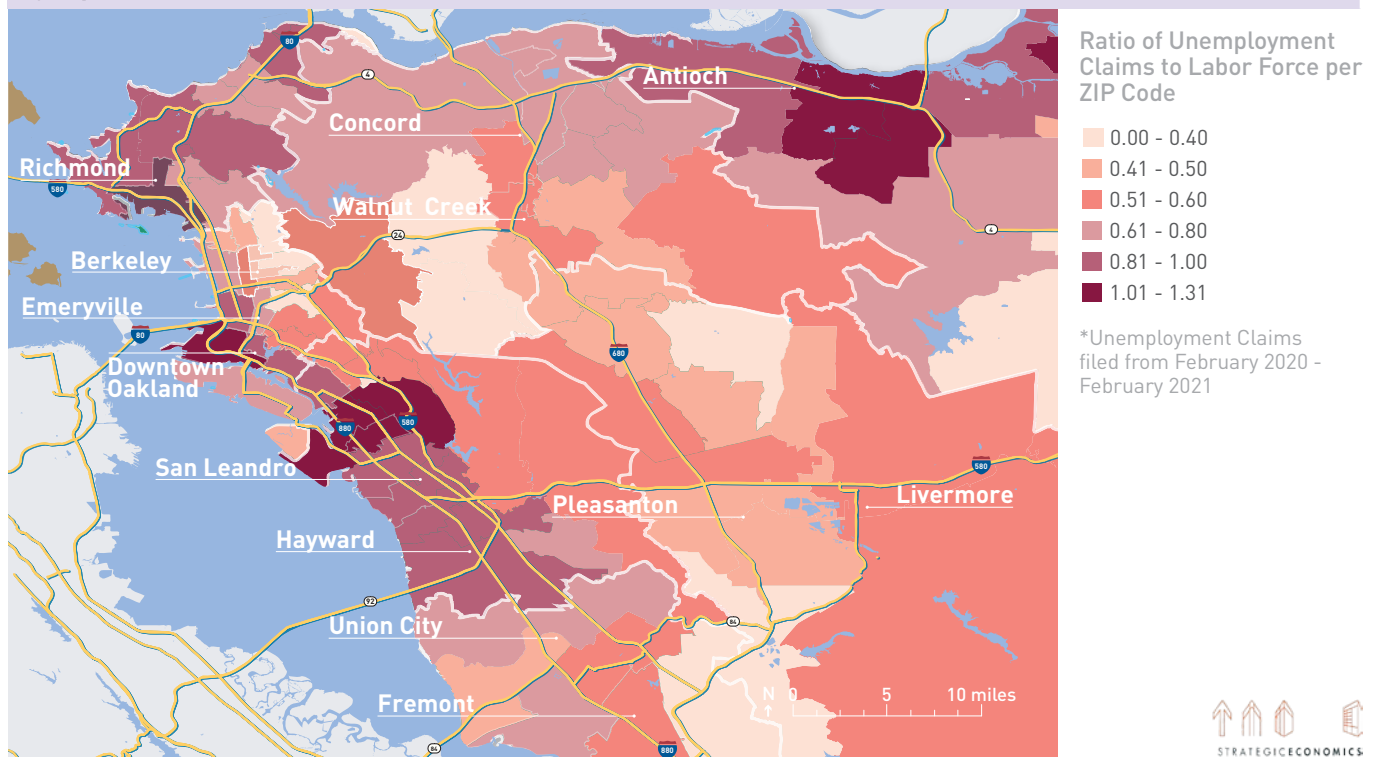 Ratio of Unemployment
Claims to Labor Force per
ZIP Code
0.00 - 0.40
0.41 - 0.50
0.51 - 0.60
0.61 - 0.80
0.81 - 1.00
1.01 - 1.31
*Unemployment Claims
filed from February 2020 -
February 2021
80
4
Antioch
Concord
Richmond
580
Walnut Creek
24
4
Berkeley
Emeryville
80
680
Downtown
Oakland
880
580
San Leandro
580
Livermore
Pleasanton
Hayward
92
84
Union City
Fremont
N 0 5 10 miles
84
880
STRATEGICECONOMICS